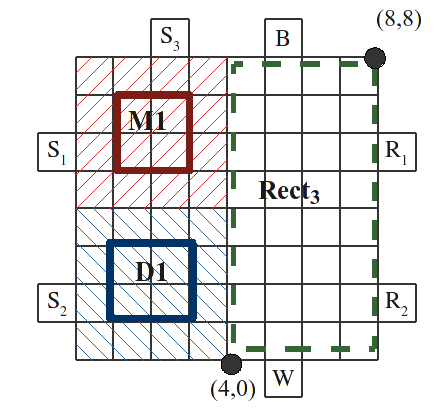 (8,8)
S₃
B
M1
S₁
R₁
Rect₃
D1
S₂
R₂
(4,0)
W